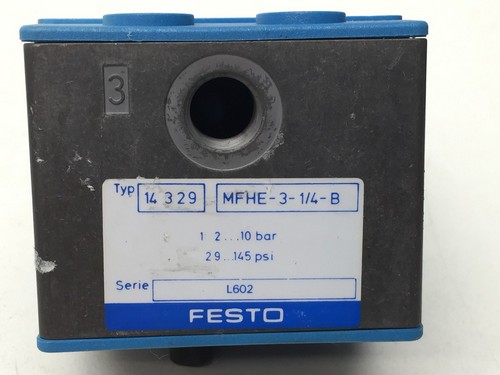 3
Typ 14 329 MFHE-3-1/4-B
1 2...10 bar
29...145 psi
Serie L602
FESTO